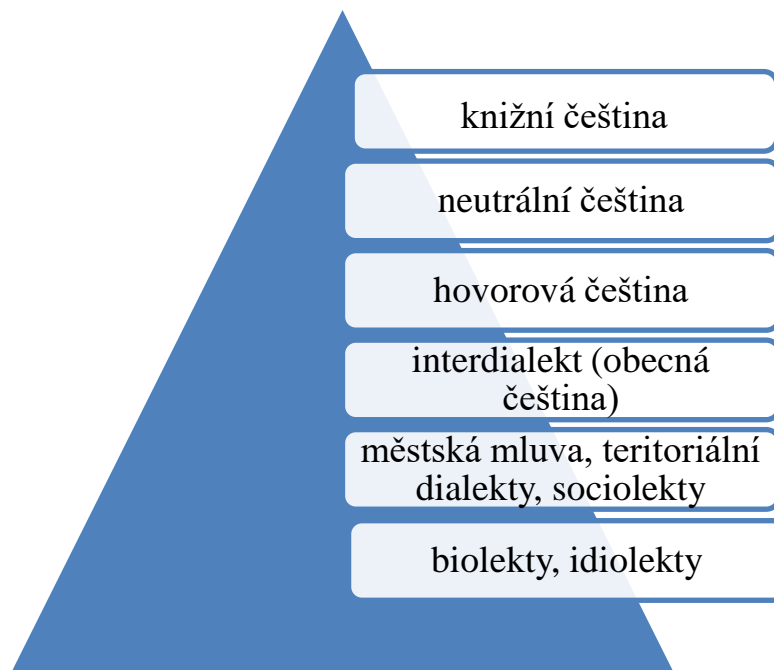 knižní čeština
neutrální čeština
hovorová čeština
interdialekt (obecná
čeština)
městská mluva, teritoriální
dialekty, sociolekty
biolekty, idiolekty